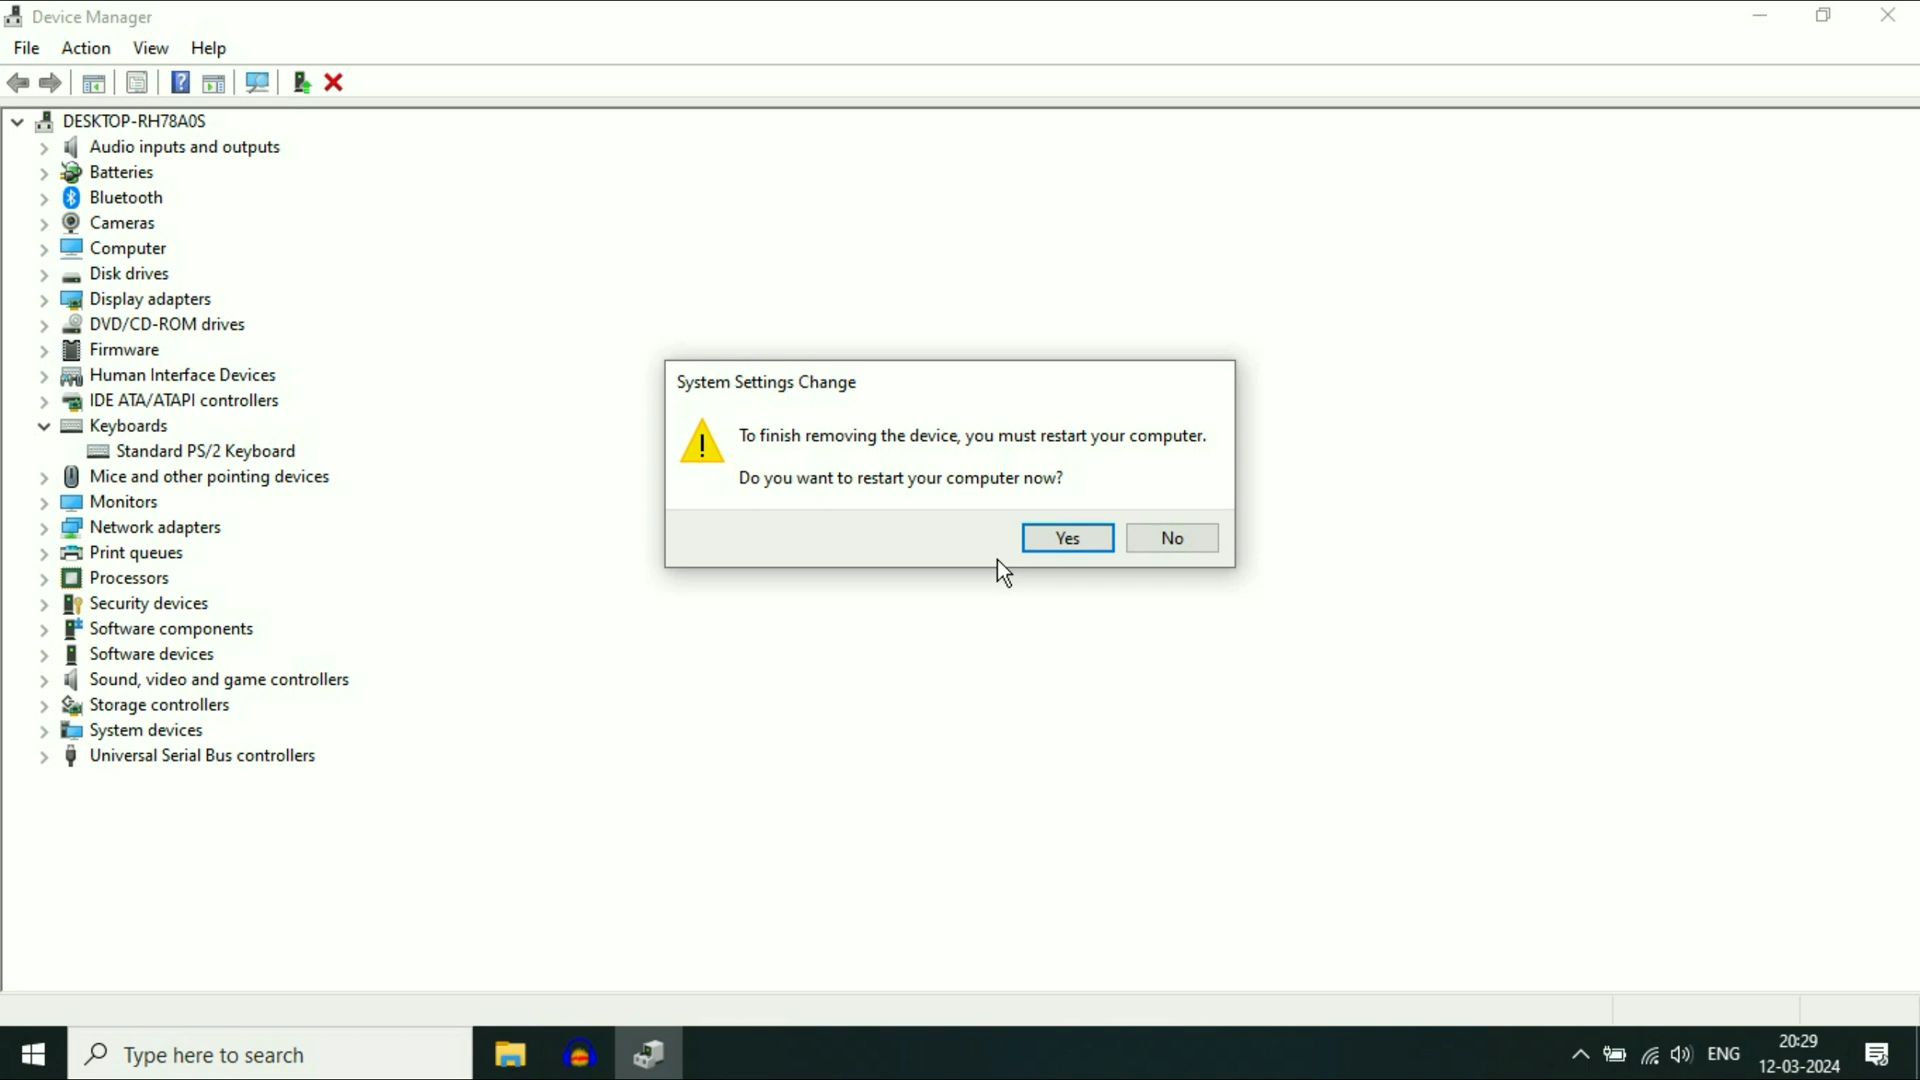 Device Manager
File Action View Help
DESKTOP-RH78A0S
Audio inputs and outputs
Batteries
Bluetooth
Cameras
Computer
Disk drives
Display adapters
DVD/CD-ROM drives
Firmware
Human Interface Devices
IDE ATA/ATAPI controllers
Keyboards
Standard PS/2 Keyboard
Mice and other pointing devices
Monitors
Network adapters
Print queues
Processors
Security devices
Software components
Software devices
Sound, video and game controllers
Storage controllers
System devices
Universal Serial Bus controllers
System Settings Change
To finish removing the device, you must restart your computer.
Do you want to restart your computer now?
Yes No
Type here to search
ENG
20:29
12-03-2024